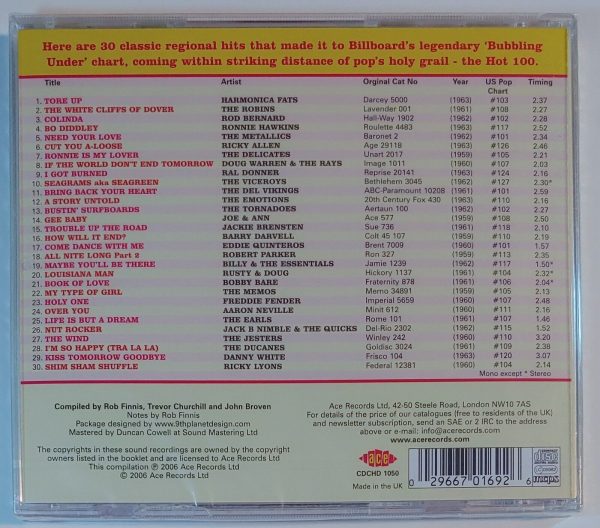 Here are 30 classic regional hits that made it to Billboard's legendary 'Bubbling
Under' chart, coming within striking distance of pop's holy grail - the Hot 100.
Title Artist Orginal Cat No Year US Pop Chart Timing
1. TORE UP HARMONICA FATS Darcey 5000 (1963) #103 2.37
2. THE WHITE CLIFFS OF DOVER THE ROBINS Lavender 001 (1961) #108 2.27
3. COLINDA ROD BERNARD Hall-Way 1902 (1962) #102 2.28
4. BO DIDDLEY RONNIE HAWKINS Roulette 4483 (1963) #117 2.52
5. NEED YOUR LOVE THE METALLICS Baronet 2 (1962) #101 2.34
6. CUT YOU A-LOOSE RICKY ALLEN Age 29118 (1963) #126 2.46
7. RONNIE IS MY LOVER THE DELICATES Unart 2017 (1959) #105 2.21
8. IF THE WORLD DON'T END TOMORROW DOUG WARREN & THE RAYS Image 1011 (1960) #107 2.03
9. I GOT BURNED RAL DONNER Reprise 20141 (1963) #124 2.16
10. SEAGRAMS aka SEAGREEN THE VICEROYS Bethlehem 3045 (1962) #127 2.30*
11. BRING BACK YOUR HEART THE DEL VIKINGS ABC-Paramount 10208 (1961) #101 2.59
12. A STORY UNTOLD THE EMOTIONS 20th Century Fox 430 (1963) #110 2.16
13. BUSTIN' SURFBOARDS THE TORNADOES Aertaun 100 (1962) #102 2.27
14. GEE BABY JOE & ANN Ace 577 (1959) #108 2.50
15. TROUBLE UP THE ROAD JACKIE BRENSTEN Sue 736 (1961) #118 2.10
16. HOW WILL IT END? BARRY DARVELL Colt 45 107 (1959) #110 2.19
17. COME DANCE WITH ME EDDIE QUINTEROS Brent 7009 (1960) #101 1.57
18. ALL NITE LONG Part 2 ROBERT PARKER Ron 327 (1959) #113 2.35
19. MAYBE YOU'LL BE THERE BILLY & THE ESSENTIALS Jamie 1239 (1962) #117 1.50*
20. LOUISIANA MAN RUSTY & DOUG Hickory 1137 (1961) #104 2.32*
21. BOOK OF LOVE BOBBY BARE Fraternity 878 (1961) #106 2.04*
22. MY TYPE OF GIRL THE MEMOS Memo 34891 (1959) #105 2.13
23. HOLY ONE FREDDIE FENDER Imperial 5659 (1960) #107 2.48
24. OVER YOU AARON NEVILLE Minit 612 (1960) #111 2.16
25. LIFE IS BUT A DREAM THE EARLS Rome 101 (1961) #107 1.46
26. NUT ROCKER JACK B NIMBLE & THE QUICKS Del-Rio 2302 (1962) #115 1.52
27. THE WIND THE JESTERS Winley 242 (1960) #110 3.20
28. I'M SO HAPPY (TRA LA LA) THE DUCANES Goldisc 3024 (1961) #109 2.38
29. KISS TOMORROW GOODBYE DANNY WHITE Frisco 104 (1963) #120 3.07
30. SHIM SHAM SHUFFLE RICKY LYONS Federal 12381 (1960) #104 2.14
Mono except * Stereo
Compiled by Rob Finnis, Trevor Churchill and John Broven
Notes by Rob Finnis
Package designed by www.9thplanetdesign.com
Mastered by Duncan Cowell at Sound Mastering Ltd
The copyrights in these sound recordings are owned by the copyright
owners listed in the booklet and are licensed to Ace Records Ltd.
This compilation ℗ 2006 Ace Records Ltd
© 2006 Ace Records Ltd
Ace Records Ltd, 42-50 Steele Road, London NW10 7AS
For details of the price of our catalogues (free to residents of the UK)
and newsletter subscription, send an SAE or 2 IRC to the address
above or e-mail: info@acerecords.com
www.acerecords.com
ace
CDCHD 1050
Made in the UK
0 29667 01692 6
disc
mcps